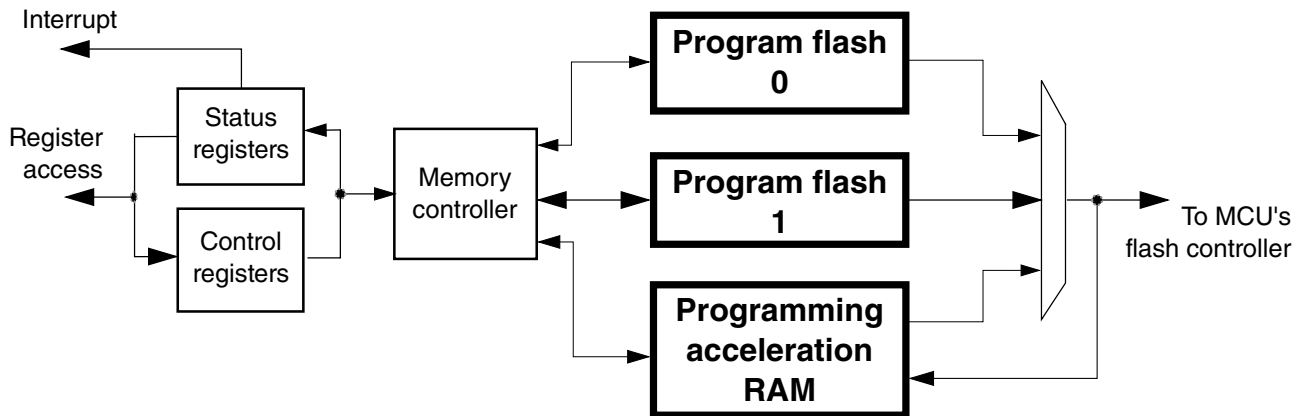 Interrupt
Register
access
Status
registers
Control
registers
Memory
controller
Program flash
0
Program flash
1
Programming
acceleration
RAM
To MCU's
flash controller